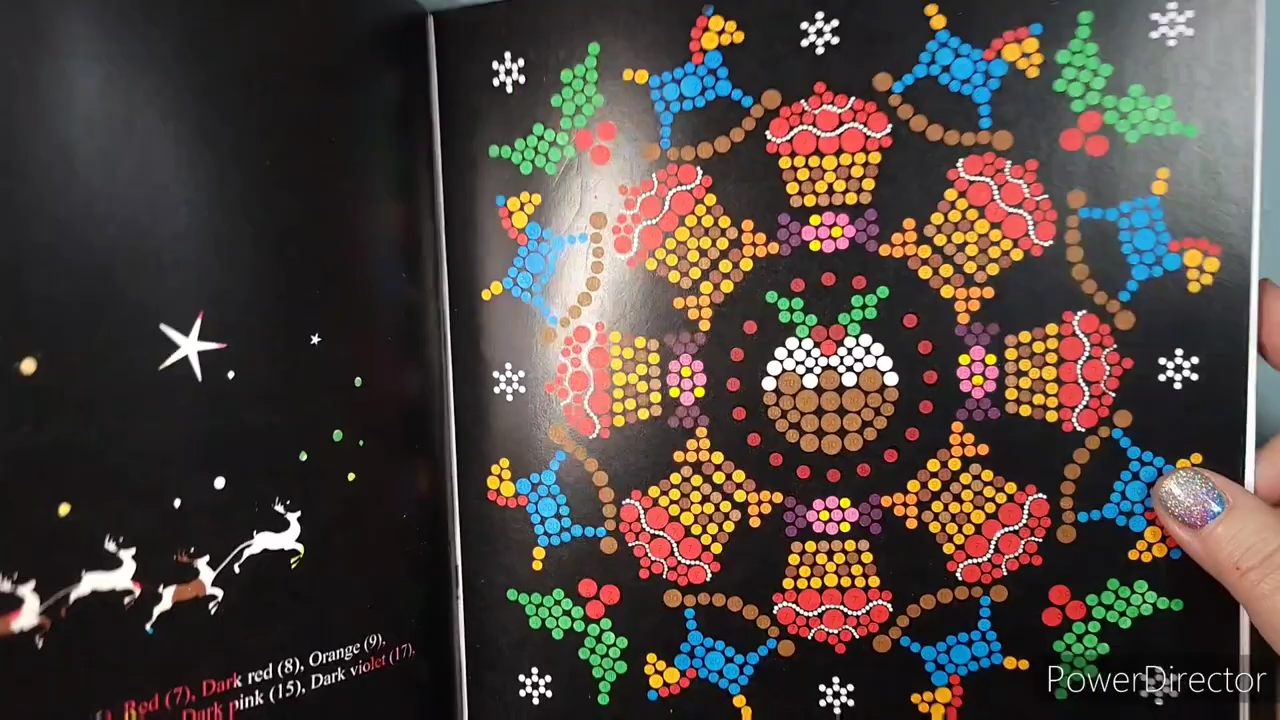 Red (7), Dark red (8), Orange (9),
Dark pink (15), Dark violet (17),
PowerDirector